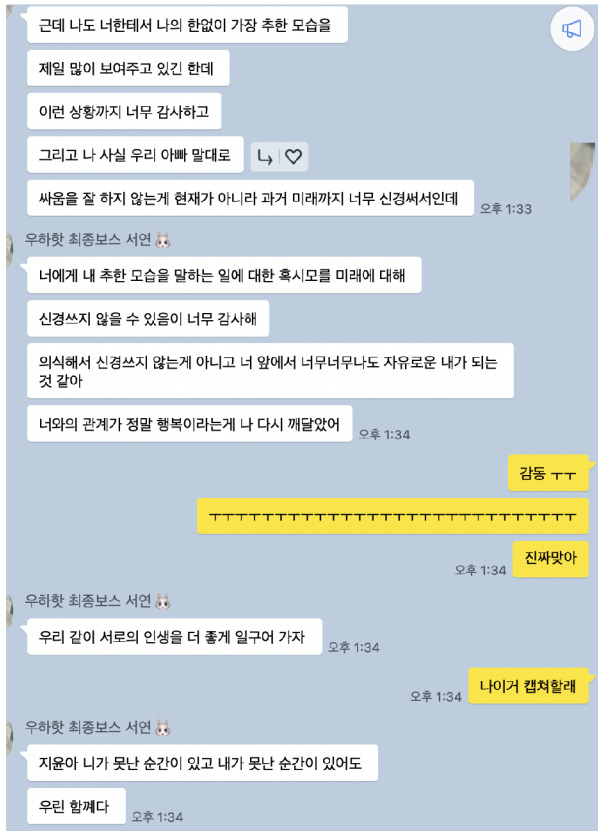 근데 나도 너한테서 나의 한없이 가장 추한 모습을
제일 많이 보여주고 있긴 한데
이런 상황까지 너무 감사하고
그리고 나 사실 우리 아빠 말대로
싸움을 잘 하지 않는게 현재가 아니라 과거 미래까지 너무 신경써서인데
오후 1:33
우하핫 최종보스 서연🐰
너에게 내 추한 모습을 말하는 일에 대한 혹시모를 미래에 대해
신경쓰지 않을 수 있음이 너무 감사해
의식해서 신경쓰지 않는게 아니고 너 앞에서 너무너무나도 자유로운 내가 되는
것 같아
너와의 관계가 정말 행복이라는게 나 다시 깨달았어
오후 1:34
감동 ㅜㅜ
ㅜㅜㅜㅜㅜㅜㅜㅜㅜㅜㅜㅜㅜㅜㅜㅜㅜㅜㅜㅜㅜㅜㅜㅜㅜㅜㅜㅜ
진짜맞아
오후 1:34
우하핫 최종보스 서연🐰
우리 같이 서로의 인생을 더 좋게 일구어 가자
오후 1:34
나이거 캡쳐할래
오후 1:34
우하핫 최종보스 서연🐰
지윤아 니가 못난 순간이 있고 내가 못난 순간이 있어도
우린 함께다
오후 1:34